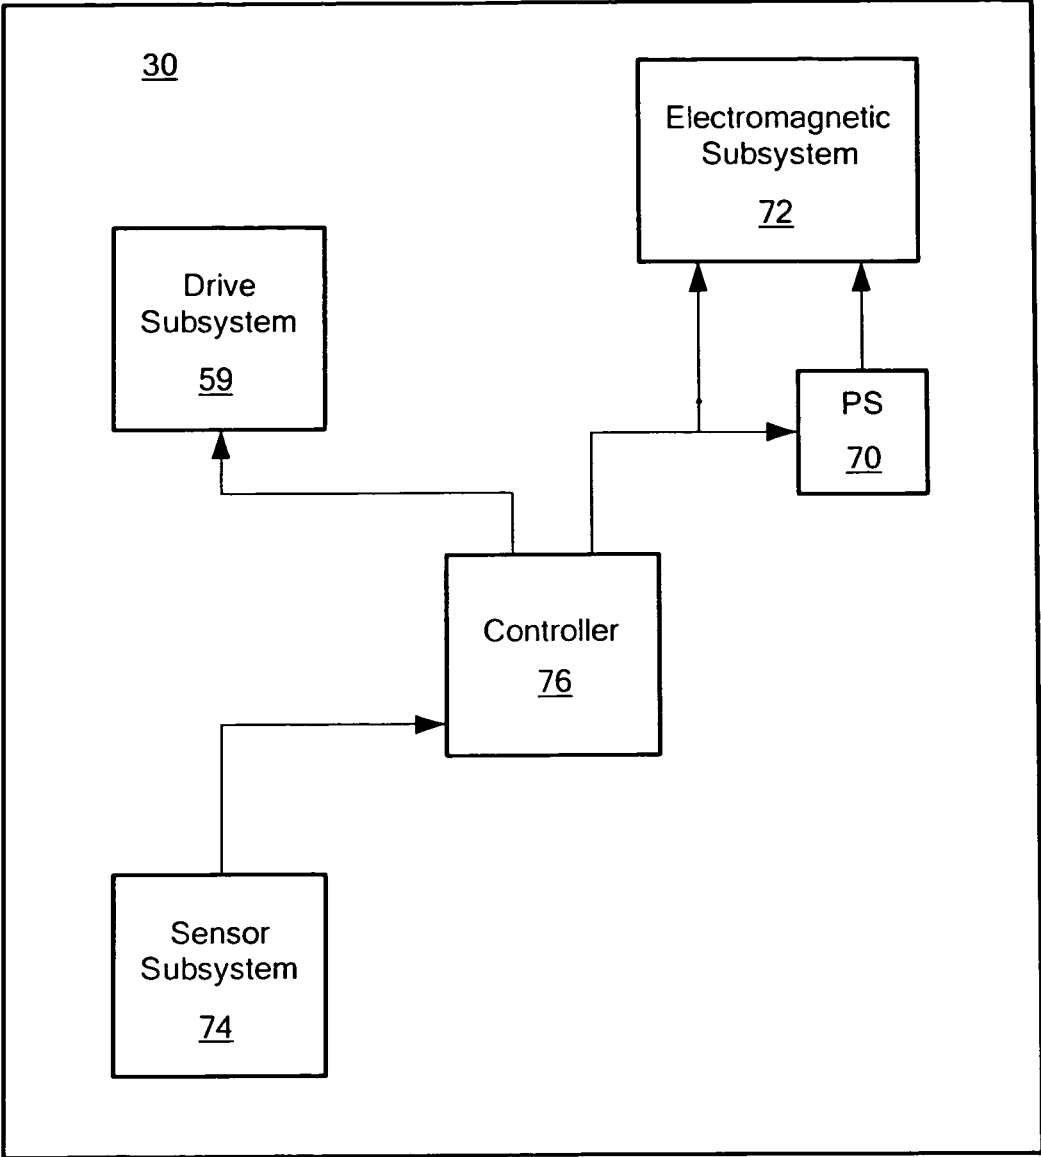 30
Electromagnetic
Subsystem
72
Drive
Subsystem
59
PS
70
Controller
76
Sensor
Subsystem
74